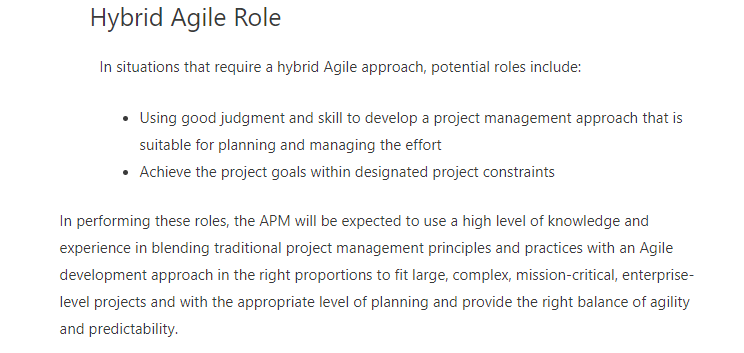 Hybrid Agile Role
In situations that require a hybrid Agile approach, potential roles include:
• Using good judgment and skill to develop a project management approach that is
suitable for planning and managing the effort
• Achieve the project goals within designated project constraints
In performing these roles, the APM will be expected to use a high level of knowledge and
experience in blending traditional project management principles and practices with an Agile
development approach in the right proportions to fit large, complex, mission-critical, enterprise-
level projects and with the appropriate level of planning and provide the right balance of agility
and predictability.